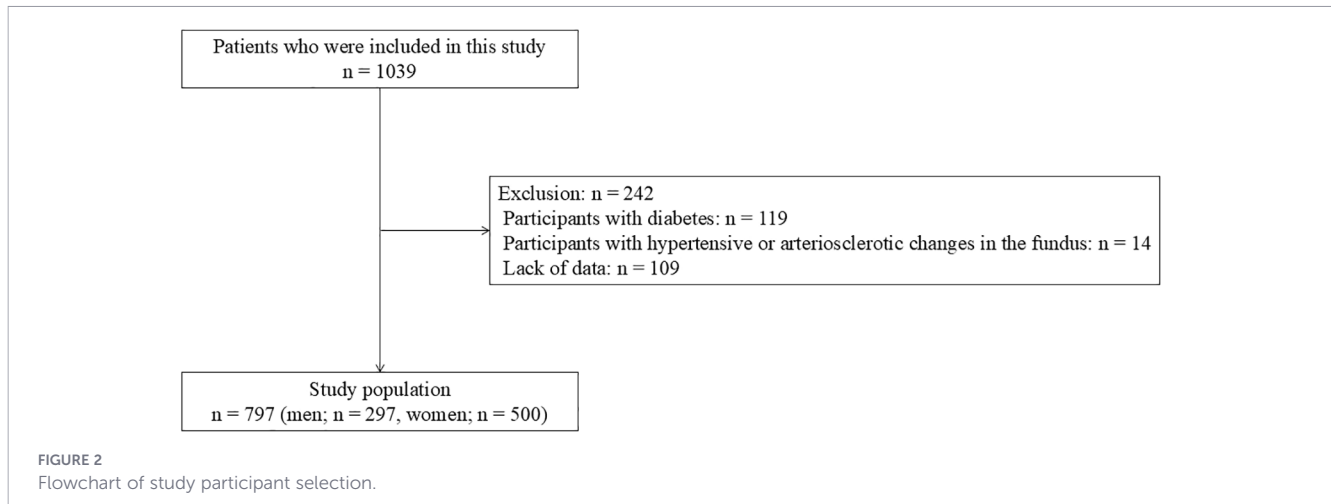 Patients who were included in this study
n = 1039
Exclusion: n = 242
Participants with diabetes: n = 119
Participants with hypertensive or arteriosclerotic changes in the fundus: n = 14
Lack of data: n = 109
Study population
n = 797 (men; n = 297, women; n = 500)
FIGURE 2
Flowchart of study participant selection.